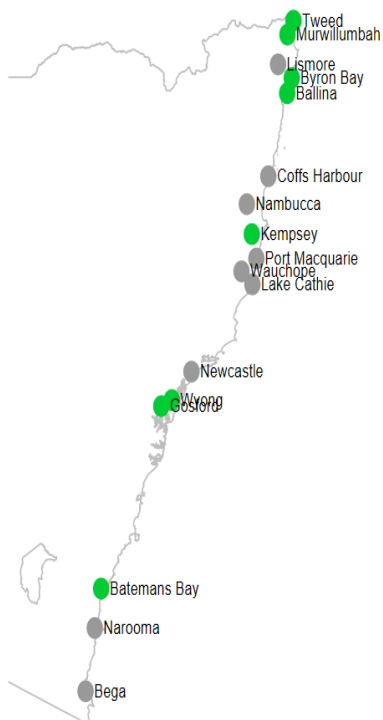 Tweed
Murwillumbah
Lismore
Byron Bay
Ballina
Coffs Harbour
Nambucca
Kempsey
Port Macquarie
Wauchope
Lake Cathie
Newcastle
Wyong
Gosford
Batemans Bay
Narooma
Bega